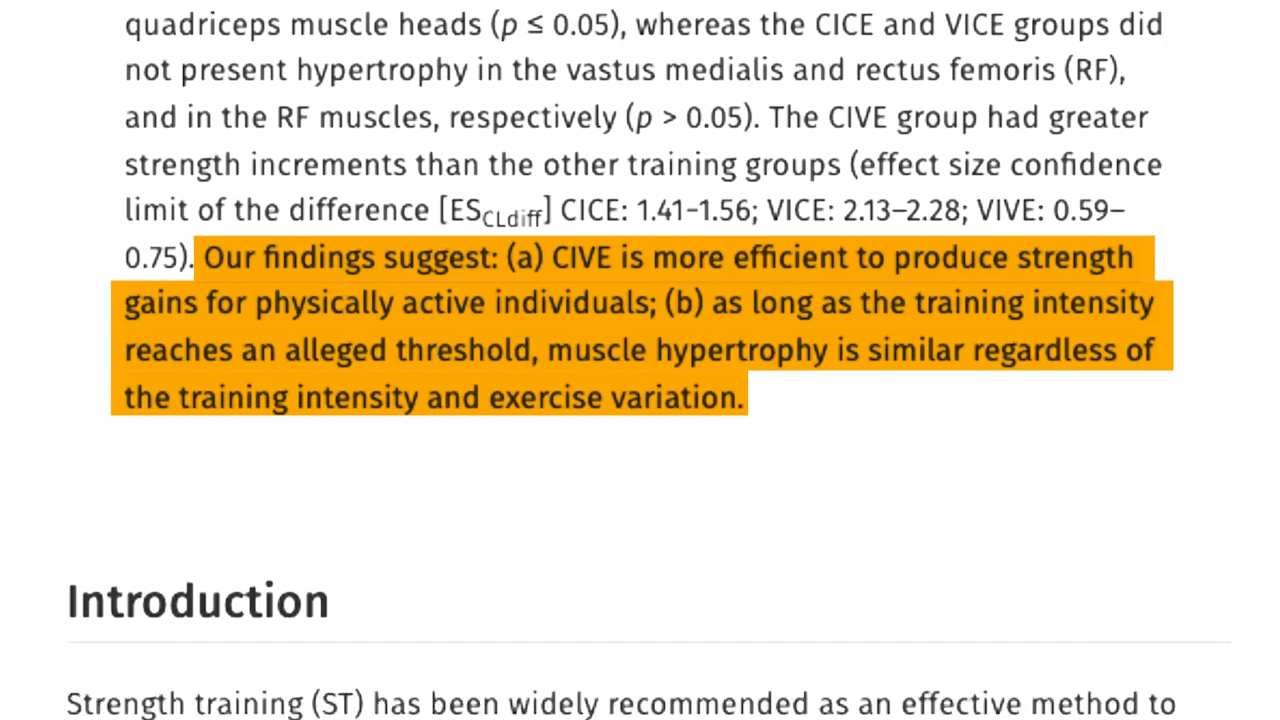 quadriceps muscle heads (p ≤ 0.05), whereas the CICE and VICE groups did
not present hypertrophy in the vastus medialis and rectus femoris (RF),
and in the RF muscles, respectively (p > 0.05). The CIVE group had greater
strength increments than the other training groups (effect size confidence
limit of the difference [ESCLdiff] CICE: 1.41–1.56; VICE: 2.13–2.28; VIVE: 0.59–
0.75). Our findings suggest: (a) CIVE is more efficient to produce strength
gains for physically active individuals; (b) as long as the training intensity
reaches an alleged threshold, muscle hypertrophy is similar regardless of
the training intensity and exercise variation.
Introduction
Strength training (ST) has been widely recommended as an effective method to